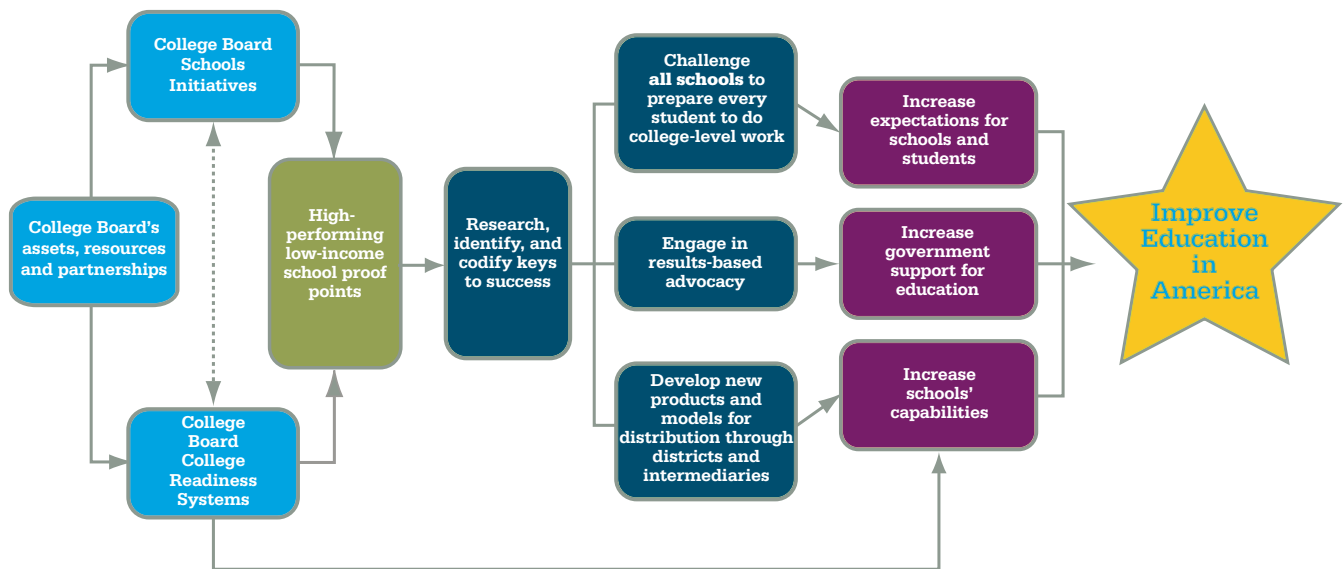 College Board
Schools
Initiatives
College Board's
assets, resources
and partnerships
College
Board
College
Readiness
Systems
High-
performing
low-income
school proof
points
Research,
identify, and
codify keys
to success
Challenge
all schools to
prepare every
student to do
college-level work
Engage in
results-based
advocacy
Develop new
products and
models for
distribution through
districts and
intermediaries
Increase
expectations for
schools and
students
Increase
government
support for
education
Increase
schools'
capabilities
Improve
Education
in
America